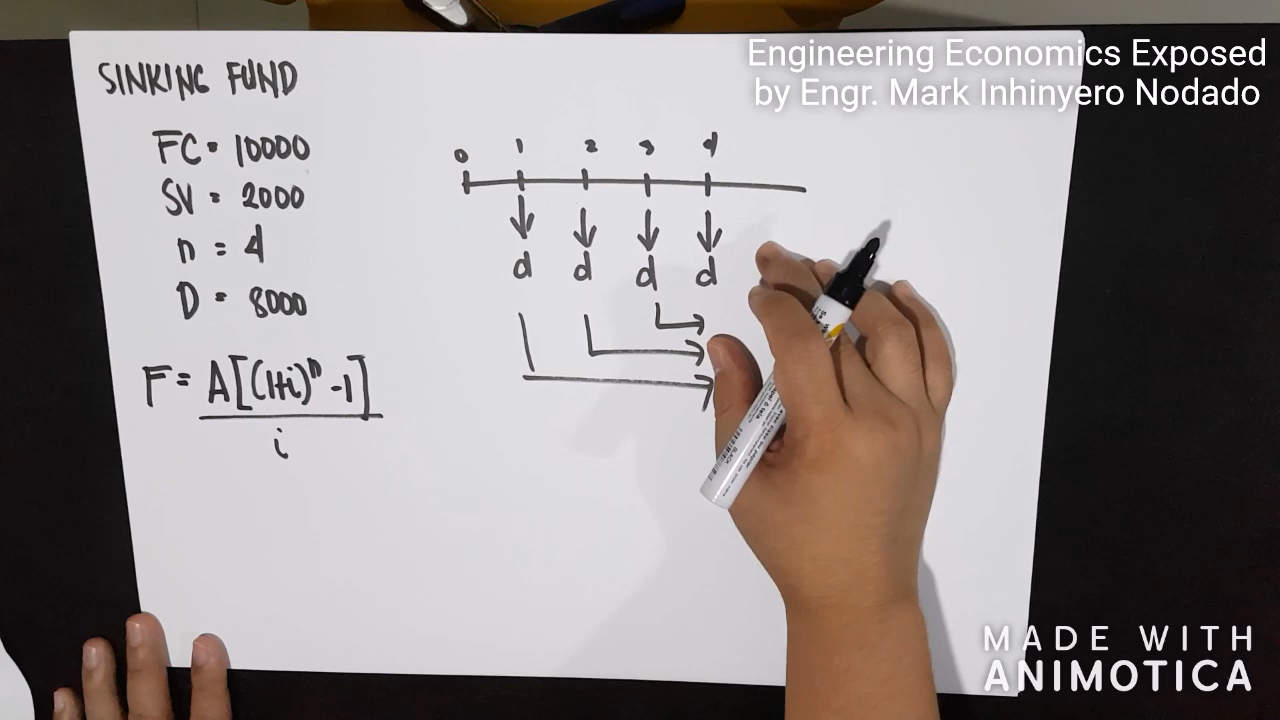 Engineering Economics Exposed
by Engr. Mark Inhinyero Nodado
SINKING FUND
FC = 10000
SV = 2000
n = 4
D = 8000
F = A[(1+i)^n - 1]
i
0 1 2 3 4
d d d d
BLACK
MADE WITH
ANIMOTICA